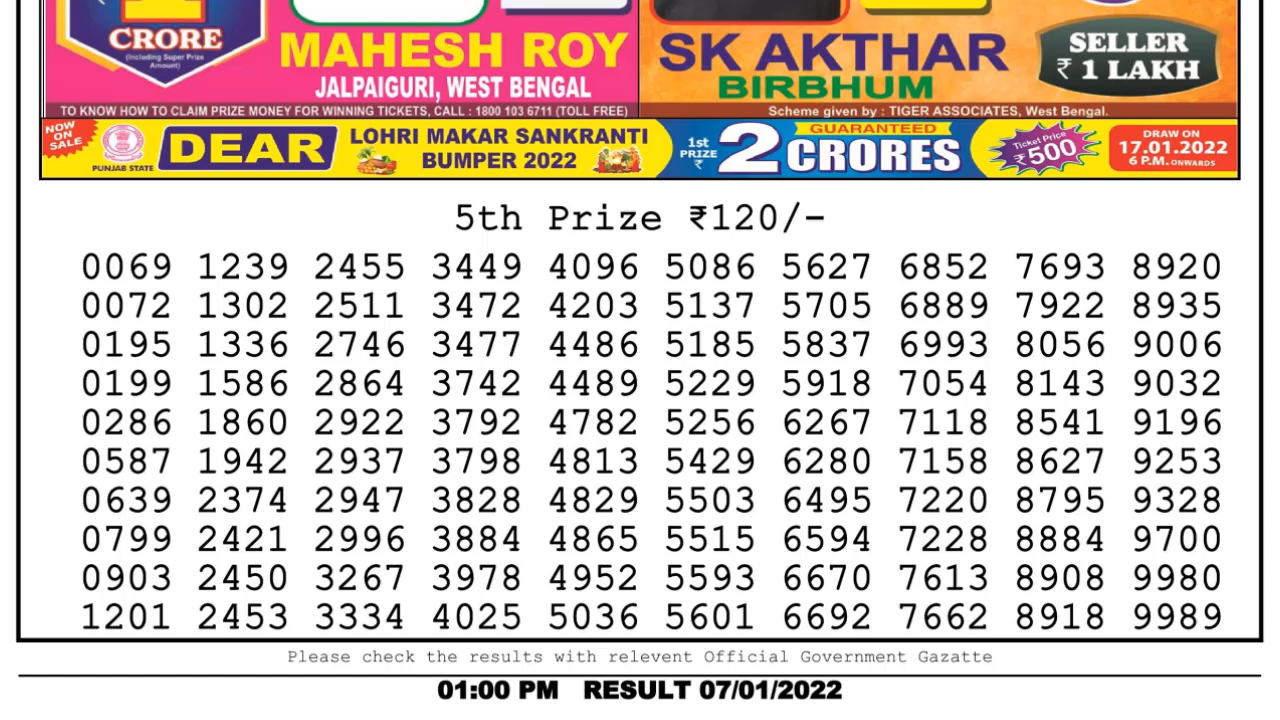 1
CRORE
(Including Super Prize
Amount)
MAHESH ROY
JALPAIGURI, WEST BENGAL
SK AKTHAR
BIRBHUM
SELLER
₹ 1 LAKH
TO KNOW HOW TO CLAIM PRIZE MONEY FOR WINNING TICKETS, CALL : 1800 103 6711 (TOLL FREE)
Scheme given by : TIGER ASSOCIATES, West Bengal.
NOW
ON
SALE
PUNJAB STATE
DEAR
LOHRI MAKAR SANKRANTI
BUMPER 2022
1st
PRIZE
₹
2
GUARANTEED
CRORES
Ticket Price
₹500
DRAW ON
17.01.2022
6 P.M. ONWARDS
5th Prize ₹120/-
0069 1239 2455 3449 4096 5086 5627 6852 7693 8920
0072 1302 2511 3472 4203 5137 5705 6889 7922 8935
0195 1336 2746 3477 4486 5185 5837 6993 8056 9006
0199 1586 2864 3742 4489 5229 5918 7054 8143 9032
0286 1860 2922 3792 4782 5256 6267 7118 8541 9196
0587 1942 2937 3798 4813 5429 6280 7158 8627 9253
0639 2374 2947 3828 4829 5503 6495 7220 8795 9328
0799 2421 2996 3884 4865 5515 6594 7228 8884 9700
0903 2450 3267 3978 4952 5593 6670 7613 8908 9980
1201 2453 3334 4025 5036 5601 6692 7662 8918 9989
Please check the results with relevent Official Government Gazatte
01:00 PM RESULT 07/01/2022